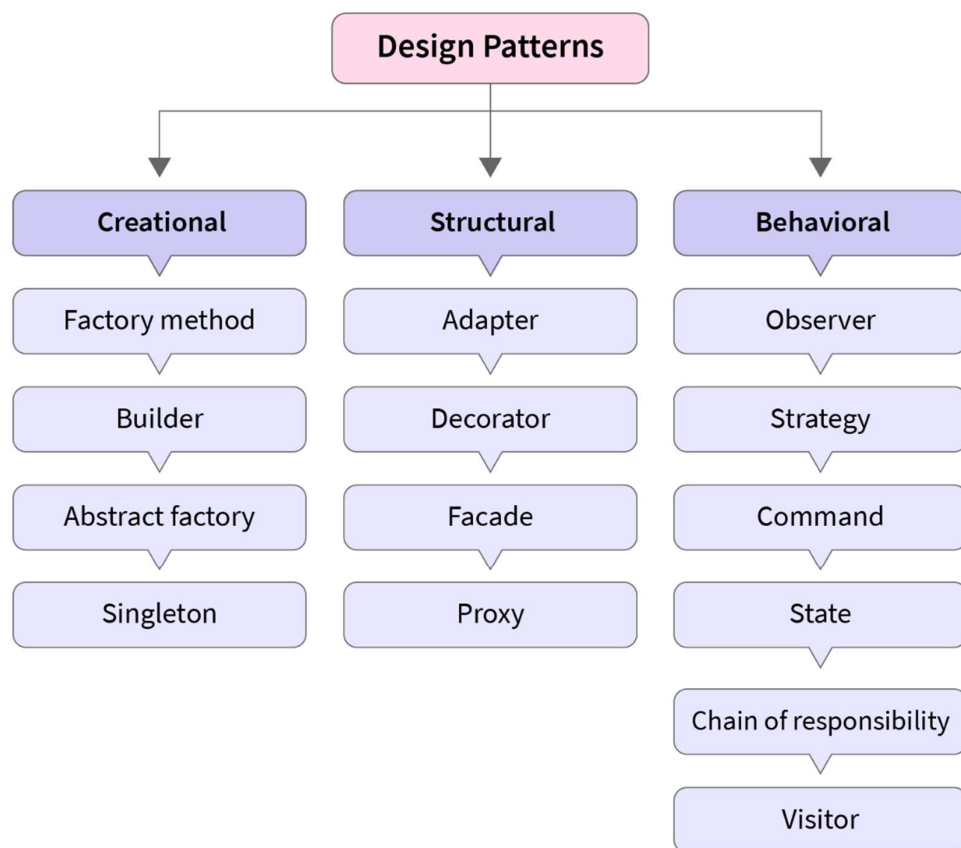 Design Patterns
Creational
Structural
Behavioral
Factory method
Adapter
Observer
Builder
Decorator
Strategy
Abstract factory
Facade
Command
Singleton
Proxy
State
Chain of responsibility
Visitor